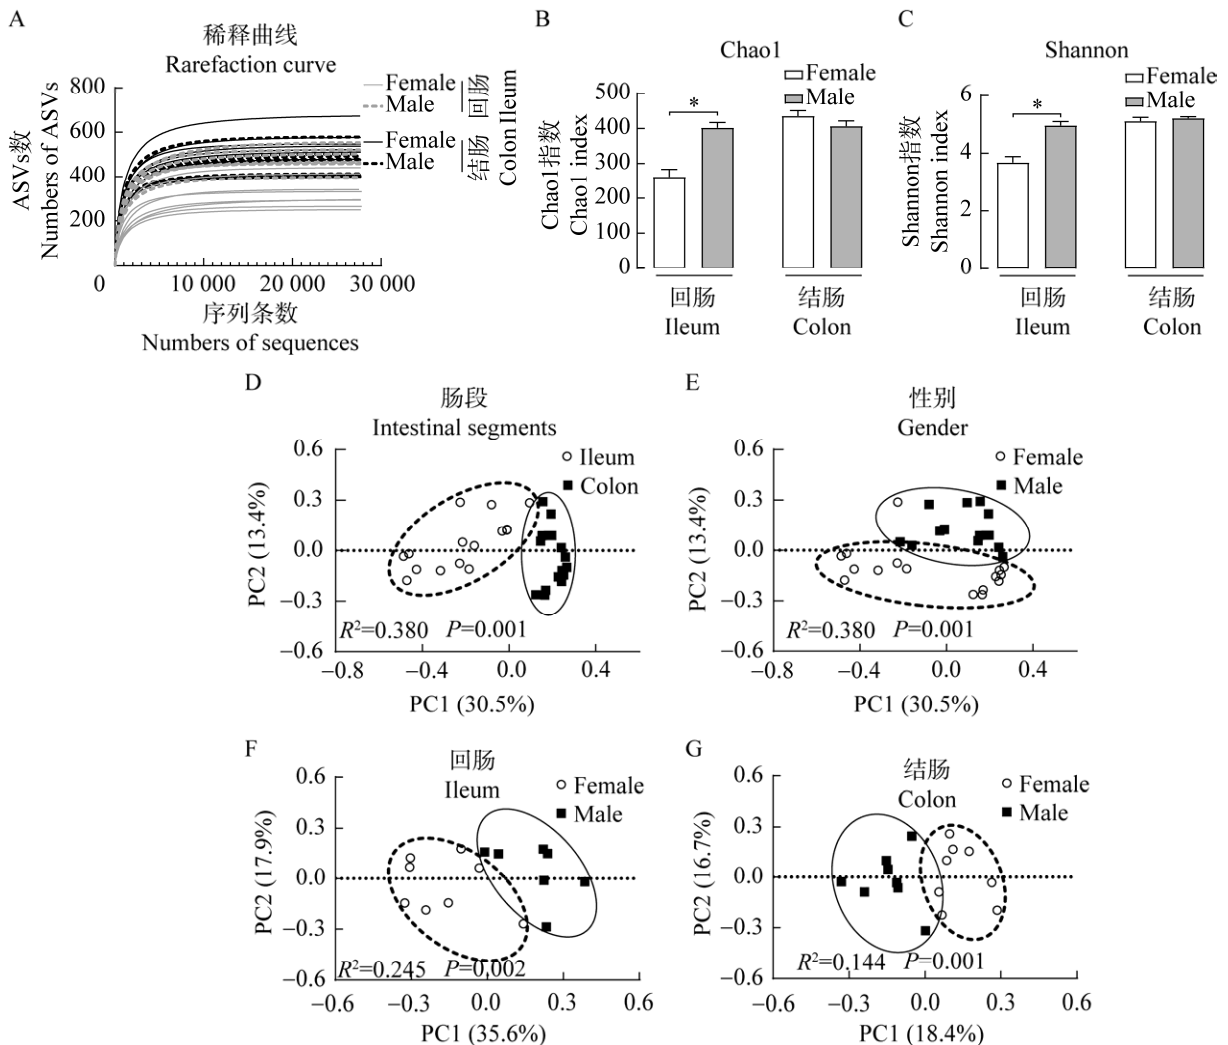 A
稀释曲线
Rarefaction curve
ASVs数
Numbers of ASVs
800
600
400
200
0
10 000
20 000
30 000
序列条数
Numbers of sequences
Female
Male
回肠
Ileum
Female
Male
结肠
Colon
B
Chao1
Female
Male
Chao1指数
Chao1 index
500
400
300
200
100
0
*
回肠
Ileum
结肠
Colon
C
Shannon
Female
Male
Shannon指数
Shannon index
6
4
2
0
*
回肠
Ileum
结肠
Colon
D
肠段
Intestinal segments
Ileum
Colon
PC2 (13.4%)
0.6
0.3
0.0
−0.3
−0.6
R²=0.380 P=0.001
−0.8
−0.4
0.0
0.4
PC1 (30.5%)
E
性别
Gender
Female
Male
PC2 (13.4%)
0.6
0.3
0.0
−0.3
−0.6
R²=0.380 P=0.001
−0.8
−0.4
0.0
0.4
PC1 (30.5%)
F
回肠
Ileum
Female
Male
PC2 (17.9%)
0.6
0.3
0.0
−0.3
−0.6
R²=0.245 P=0.002
−0.6
−0.3
0.0
0.3
0.6
PC1 (35.6%)
G
结肠
Colon
Female
Male
PC2 (16.7%)
0.6
0.3
0.0
−0.3
−0.6
R²=0.144 P=0.001
−0.6
−0.3
0.0
0.3
0.6
PC1 (18.4%)